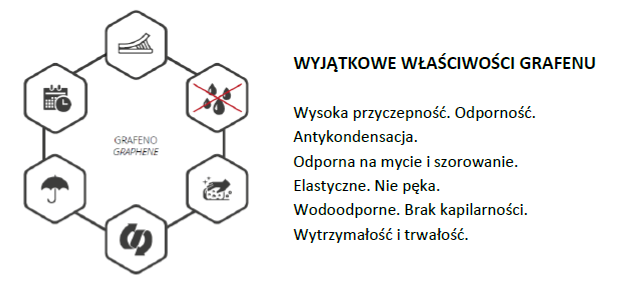 GRAFENO
GRAPHENE
WYJĄTKOWE WŁAŚCIWOŚCI GRAFENU
Wysoka przyczepność. Odporność.
Antykondensacja.
Odporna na mycie i szorowanie.
Elastyczne. Nie pęka.
Wodoodporne. Brak kapilarności.
Wytrzymałość i trwałość.